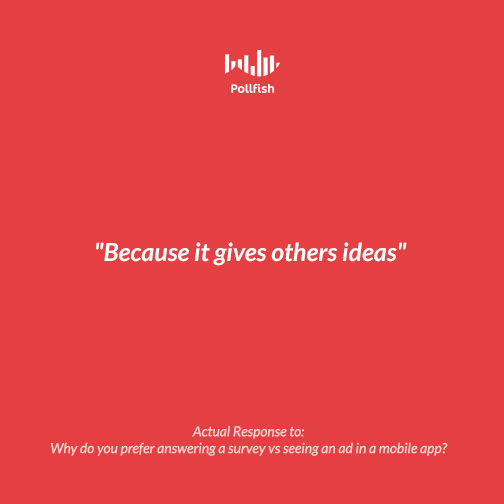 Pollfish
"Because it gives others ideas"
Actual Response to:
Why do you prefer answering a survey vs seeing an ad in a mobile app?